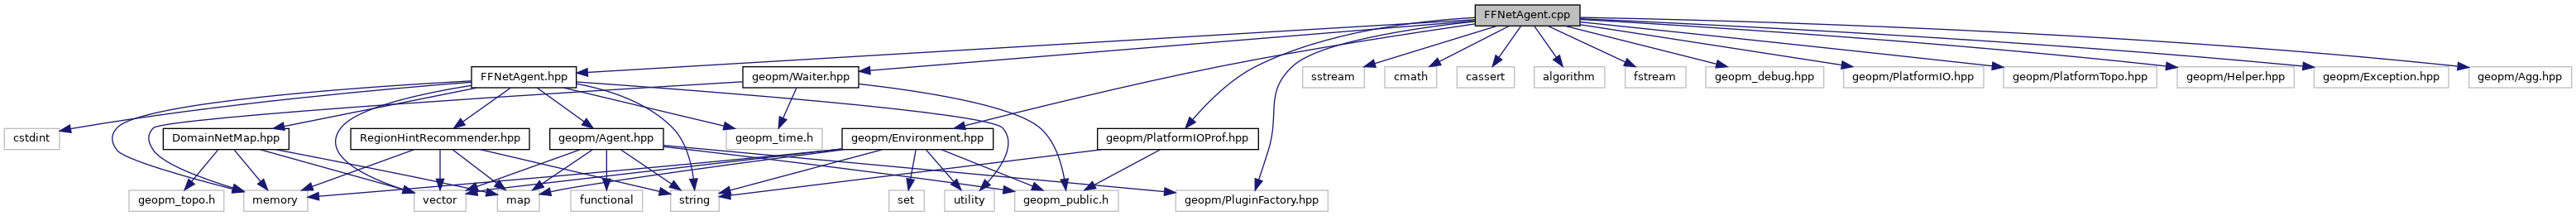 FFNetAgent.cpp
FFNetAgent.hpp
geopm/Waiter.hpp
sstream
cmath
cassert
algorithm
fstream
geopm_debug.hpp
geopm/PlatformIO.hpp
geopm/PlatformTopo.hpp
geopm/Helper.hpp
geopm/Exception.hpp
geopm/Agg.hpp
cstdint
DomainNetMap.hpp
RegionHintRecommender.hpp
geopm/Agent.hpp
geopm_time.h
geopm/Environment.hpp
geopm/PlatformIOProf.hpp
geopm_topo.h
memory
vector
map
functional
string
set
utility
geopm_public.h
geopm/PluginFactory.hpp